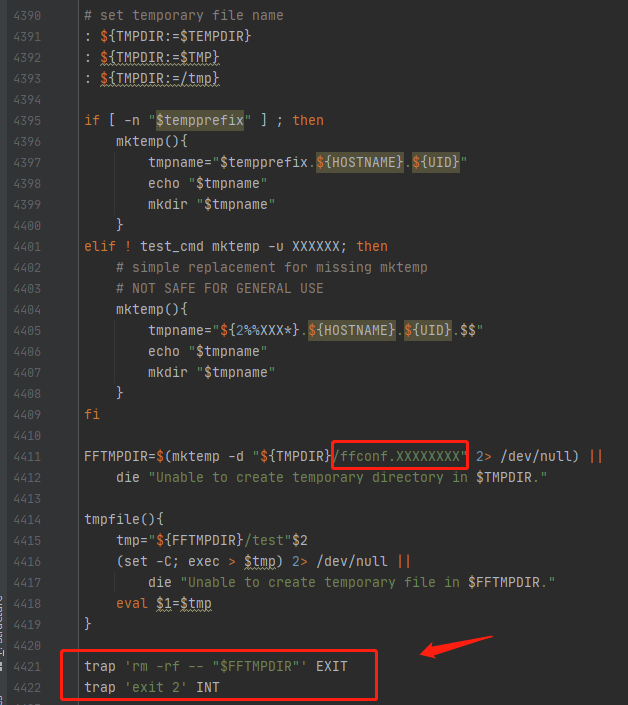 4390 # set temporary file name
4391 : ${TMPDIR:=$TEMPDIR}
4392 : ${TMPDIR:=$TMP}
4393 : ${TMPDIR:=/tmp}
4394
4395 if [ -n "$tempprefix" ] ; then
4396     mktemp(){
4397         tmpname="$tempprefix.${HOSTNAME}.${UID}"
4398         echo "$tmpname"
4399         mkdir "$tmpname"
4400     }
4401 elif ! test_cmd mktemp -u XXXXXX; then
4402     # simple replacement for missing mktemp
4403     # NOT SAFE FOR GENERAL USE
4404     mktemp(){
4405         tmpname="${2%%XXX*}.${HOSTNAME}.${UID}.$$"
4406         echo "$tmpname"
4407         mkdir "$tmpname"
4408     }
4409 fi
4410
4411 FFTMPDIR=$(mktemp -d "${TMPDIR}/ffconf.XXXXXXXX" 2> /dev/null) ||
4412     die "Unable to create temporary directory in $TMPDIR."
4413
4414 tmpfile(){
4415     tmp="${FFTMPDIR}/test"$2
4416     (set -C; exec > $tmp) 2> /dev/null ||
4417         die "Unable to create temporary file in $FFTMPDIR."
4418     eval $1=$tmp
4419 }
4420
4421 trap 'rm -rf -- "$FFTMPDIR"' EXIT
4422 trap 'exit 2' INT